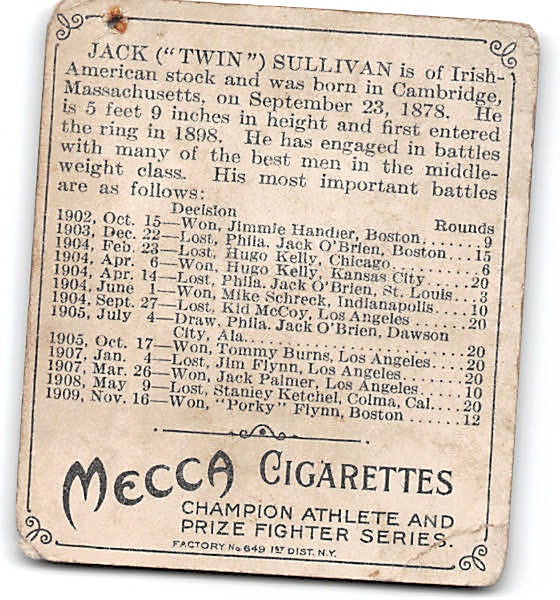 JACK ("TWIN") SULLIVAN is of Irish-
American stock and was born in Cambridge,
Massachusetts, on September 23, 1878. He
is 5 feet 9 inches in height and first entered
the ring in 1898. He has engaged in battles
with many of the best men in the middle-
weight class. His most important battles
are as follows:
Decision Rounds
1902, Oct. 15—Won, Jimmie Handler, Boston.......9
1903, Dec. 22—Lost, Phila. Jack O'Brien, Boston...15
1904, Feb. 23—Lost, Hugo Kelly, Chicago..........6
1904, Apr. 6—Won, Hugo Kelly, Kansas City.....20
1904, Apr. 14—Lost, Phila. Jack O'Brien, St. Louis...3
1904, June 1—Won, Mike Schreck, Indianapolis....10
1904, Sept. 27—Lost, Kid McCoy, Los Angeles......20
1905, July 4—Draw, Phila. Jack O'Brien, Dawson
City, Ala..........................20
1905, Oct. 17—Won, Tommy Burns, Los Angeles...20
1907, Jan. 4—Lost, Jim Flynn, Los Angeles.......20
1907, Mar. 26—Won, Jack Palmer, Los Angeles....10
1908, May 9—Lost, Stanley Ketchel, Colma, Cal...20
1909, Nov. 16—Won, "Porky" Flynn, Boston......12
MECCA CIGARETTES
CHAMPION ATHLETE AND
PRIZE FIGHTER SERIES.
FACTORY No 649 1ST DIST. N.Y.